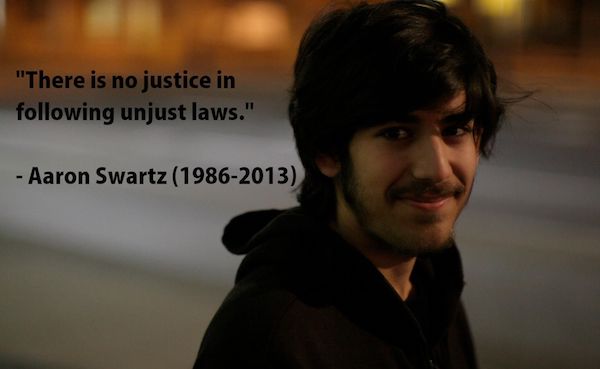 "There is no justice in
following unjust laws."
- Aaron Swartz (1986-2013)